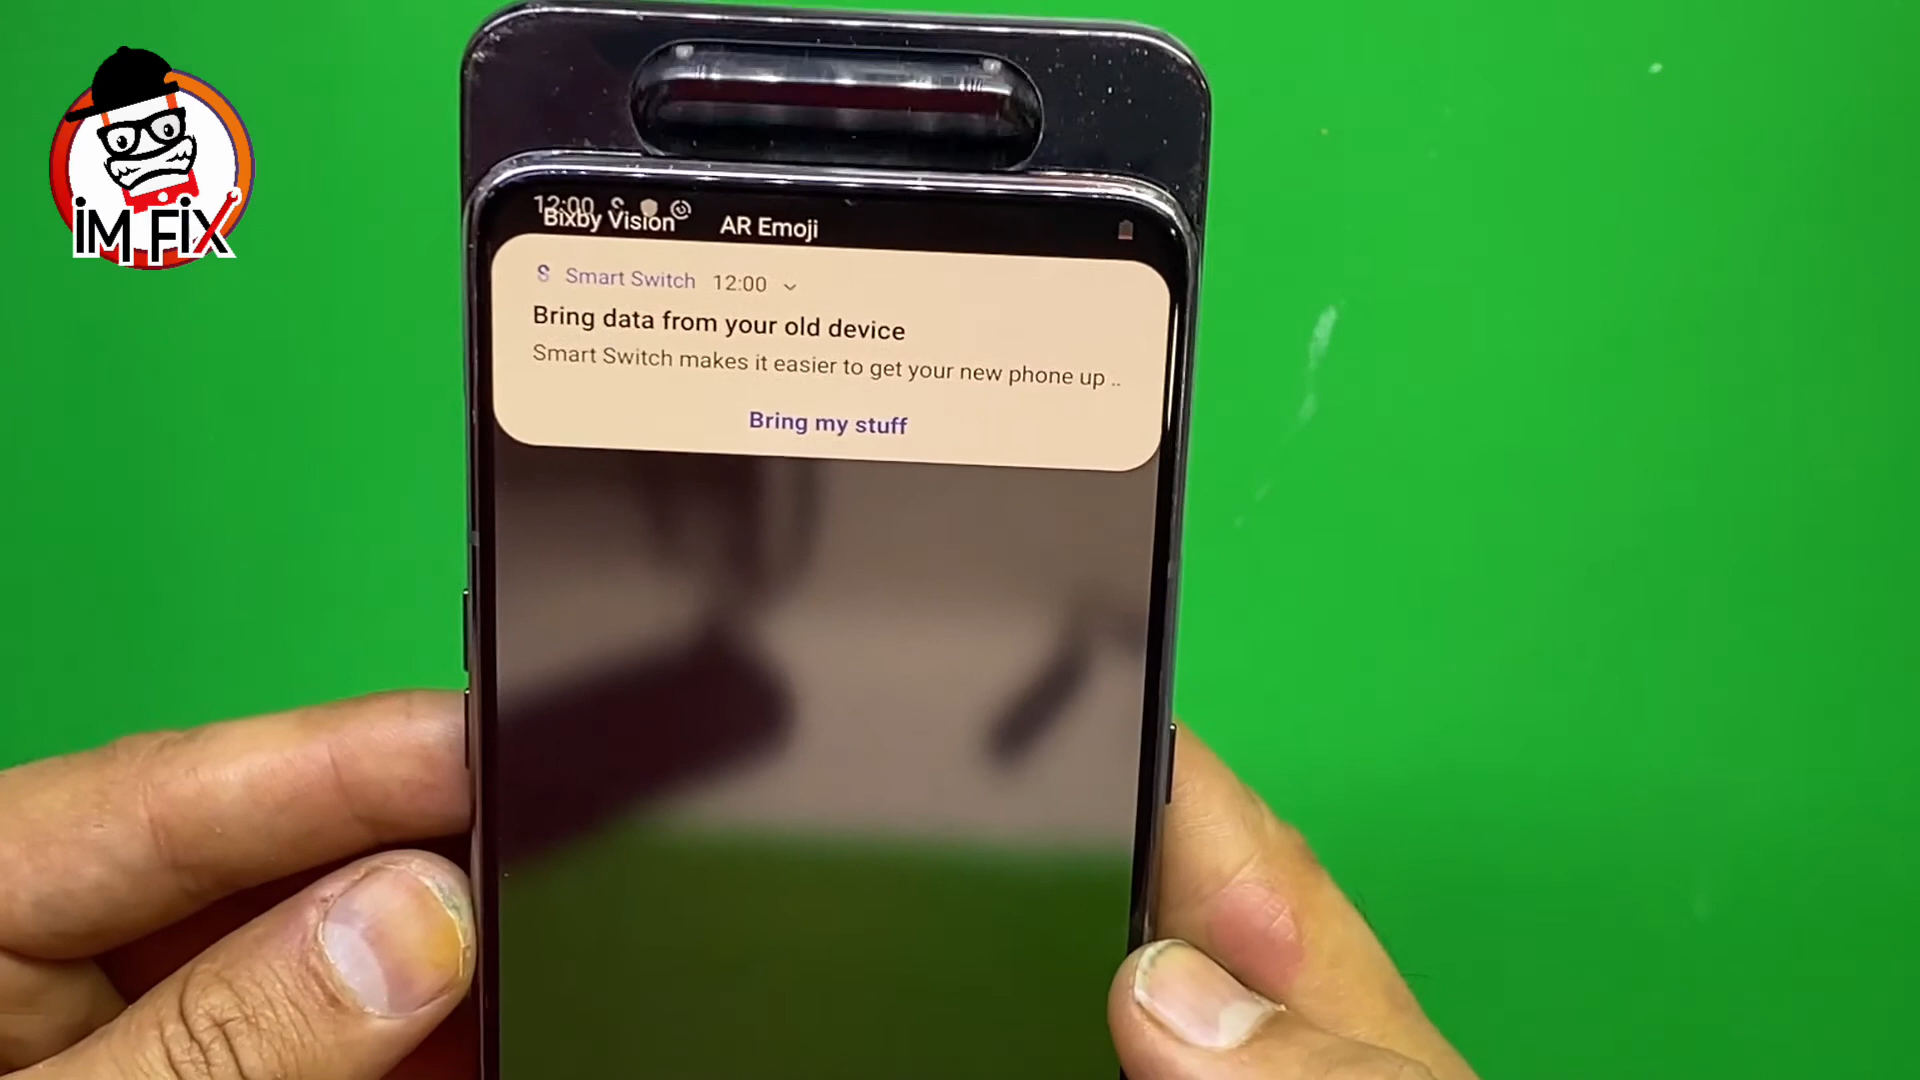 iM FiX
12:00
Bixby Vision AR Emoji
S Smart Switch 12:00
Bring data from your old device
Smart Switch makes it easier to get your new phone up ..
Bring my stuff